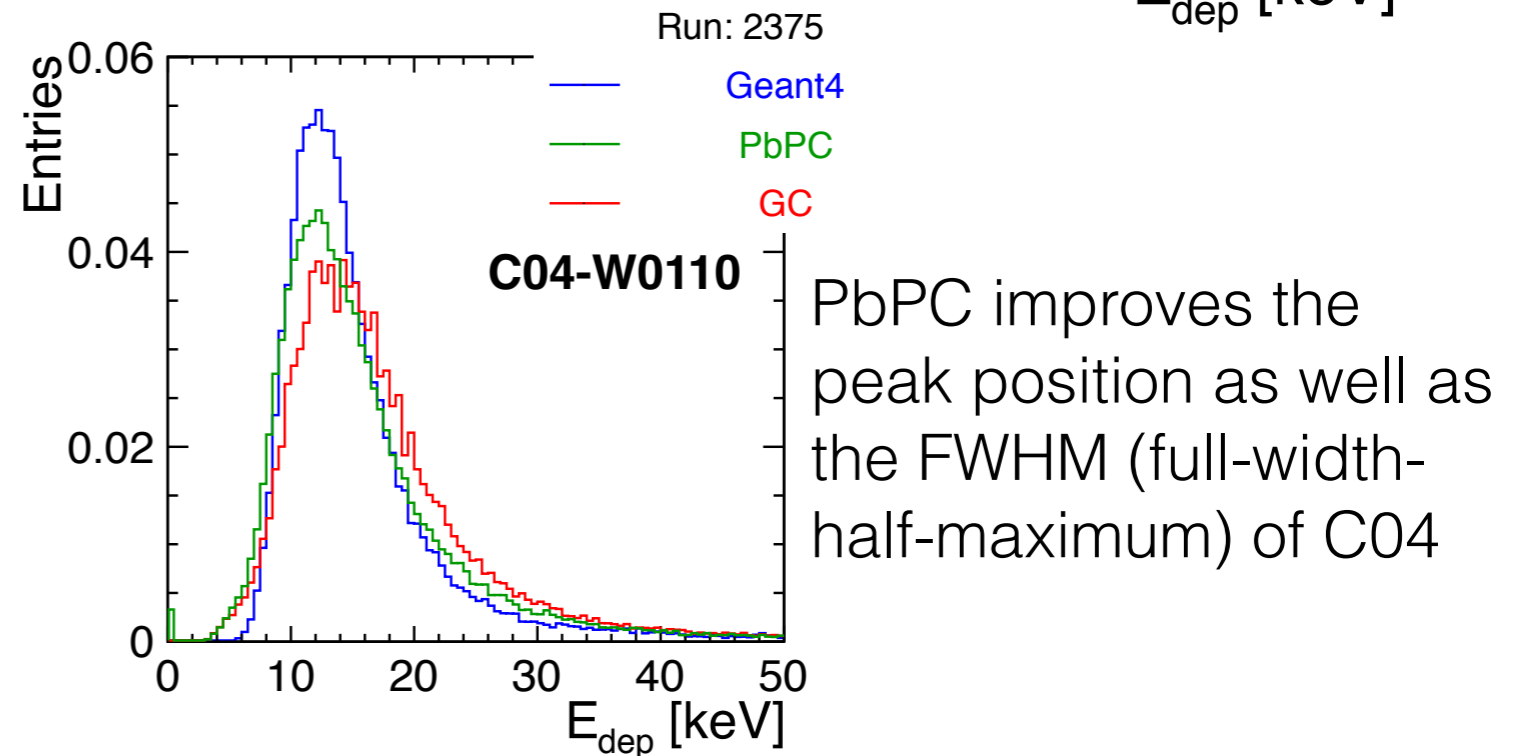 E_dep [keV]
Run: 2375
Geant4
PbPC
GC
C04-W0110
Entries
0.06
0.04
0.02
0
0 10 20 30 40 50
E_dep [keV]
PbPC improves the
peak position as well as
the FWHM (full-width-
half-maximum) of C04